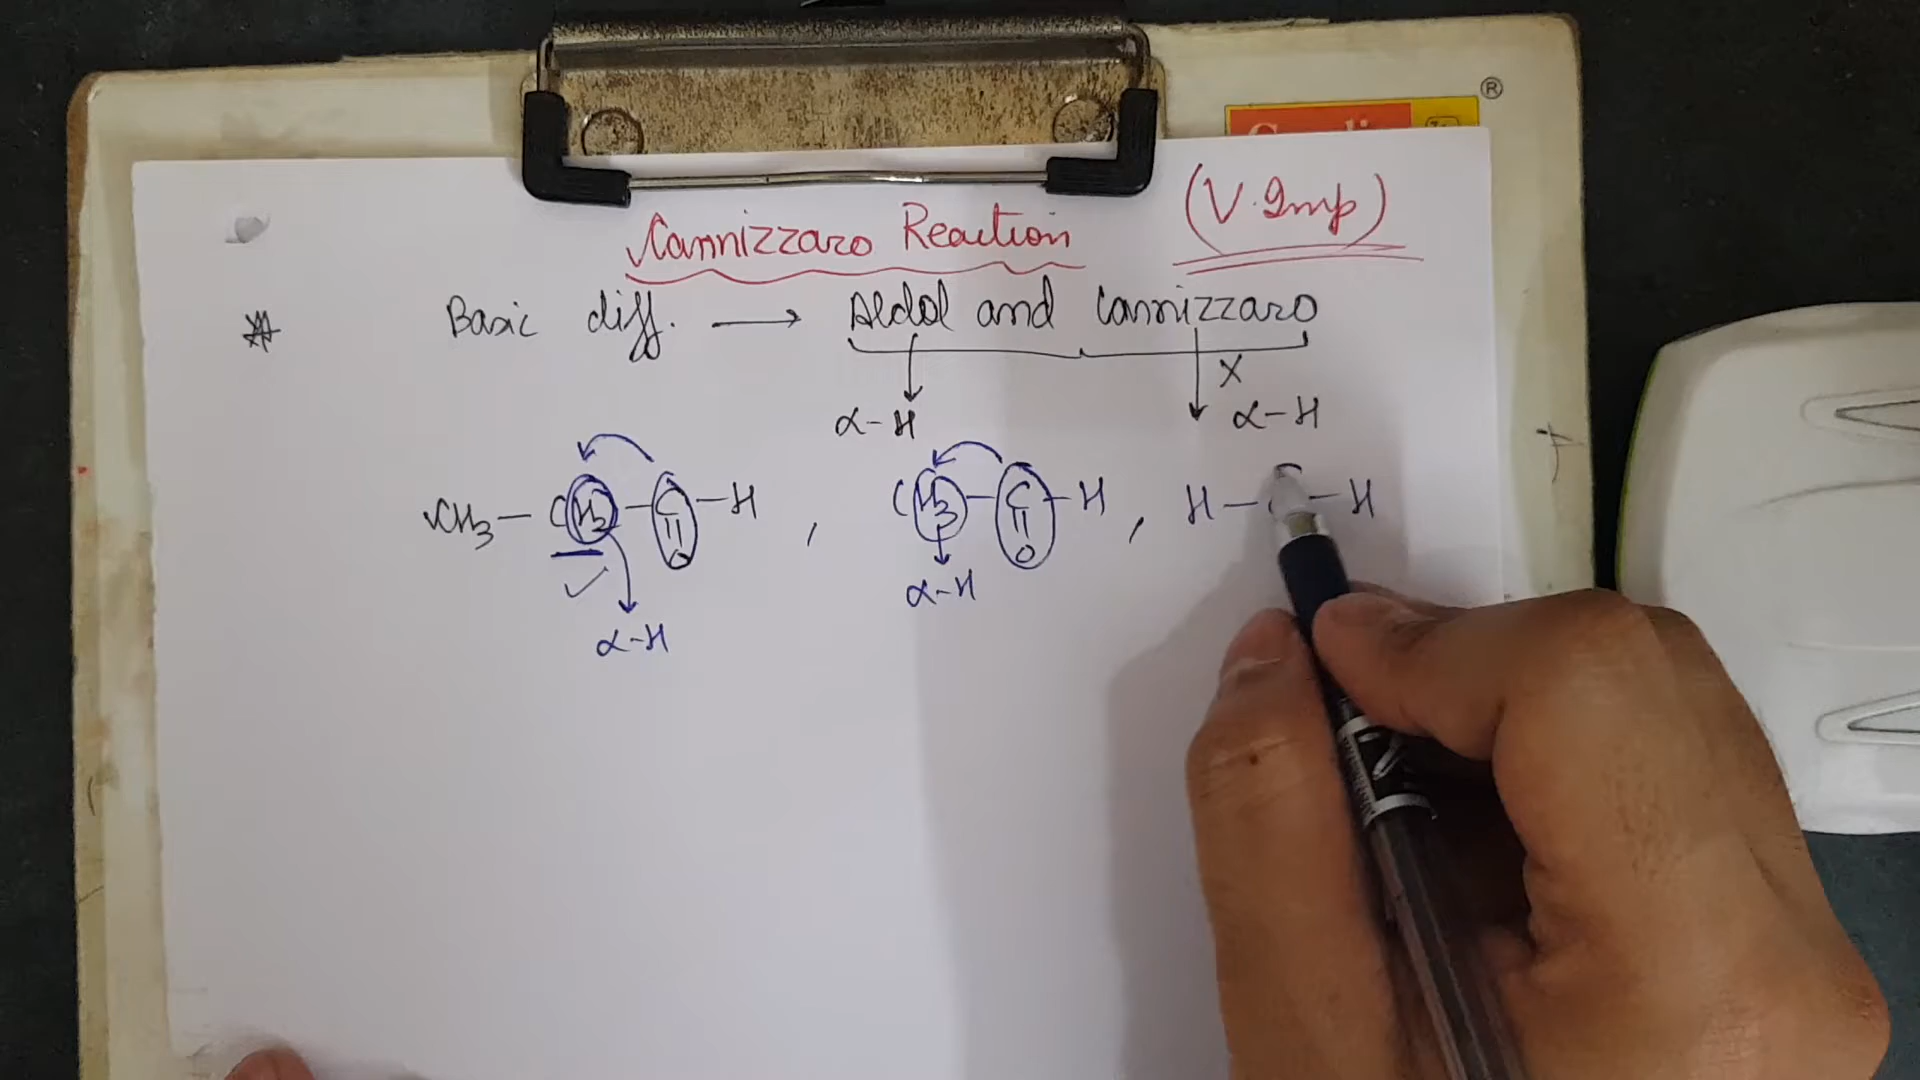 Cannizzaro Reaction (V. Imp)
Basic diff. → Aldol and Cannizzaro
X
α-H α-H
CH3 - CH2 - C - H , CH3 - C - H , H - C - H
O O
α-H
α-H
®